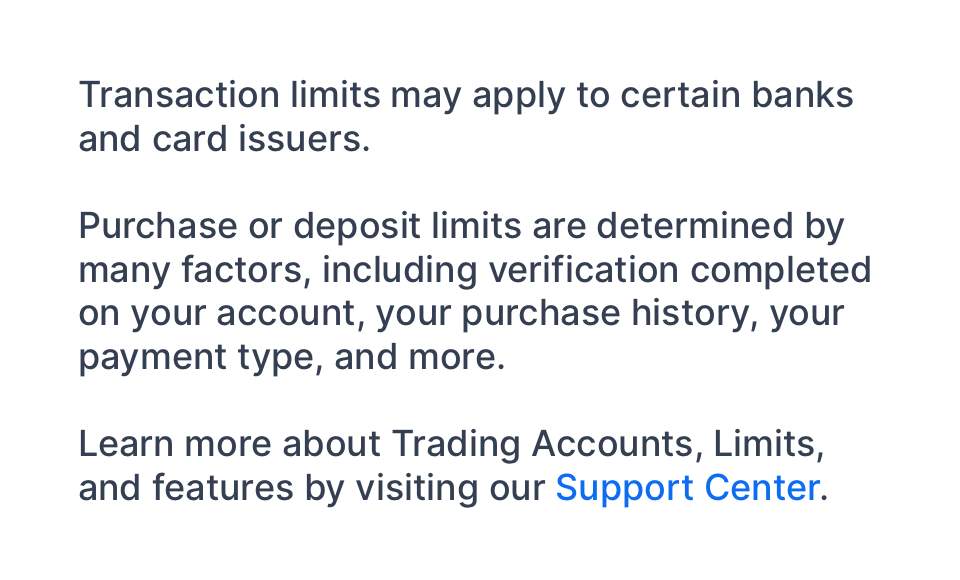 Transaction limits may apply to certain banks
and card issuers.
Purchase or deposit limits are determined by
many factors, including verification completed
on your account, your purchase history, your
payment type, and more.
Learn more about Trading Accounts, Limits,
and features by visiting our Support Center.